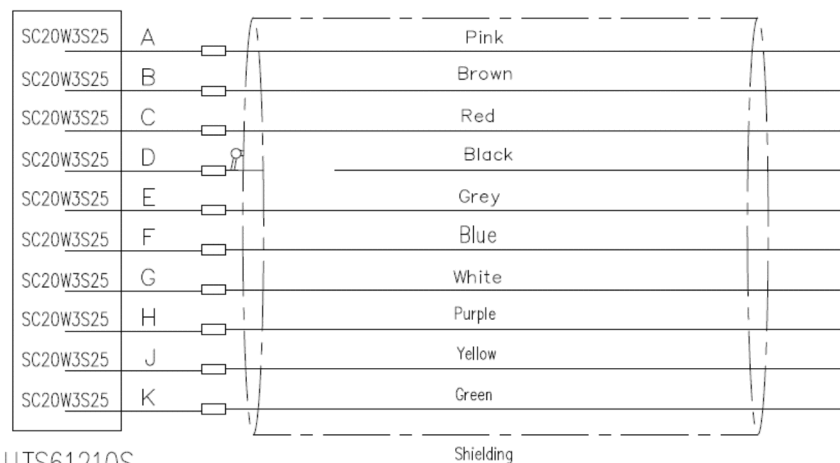 SC20W3S25 A Pink
SC20W3S25 B Brown
SC20W3S25 C Red
SC20W3S25 D Black
SC20W3S25 E Grey
SC20W3S25 F Blue
SC20W3S25 G White
SC20W3S25 H Purple
SC20W3S25 J Yellow
SC20W3S25 K Green
UTS61210S Shielding